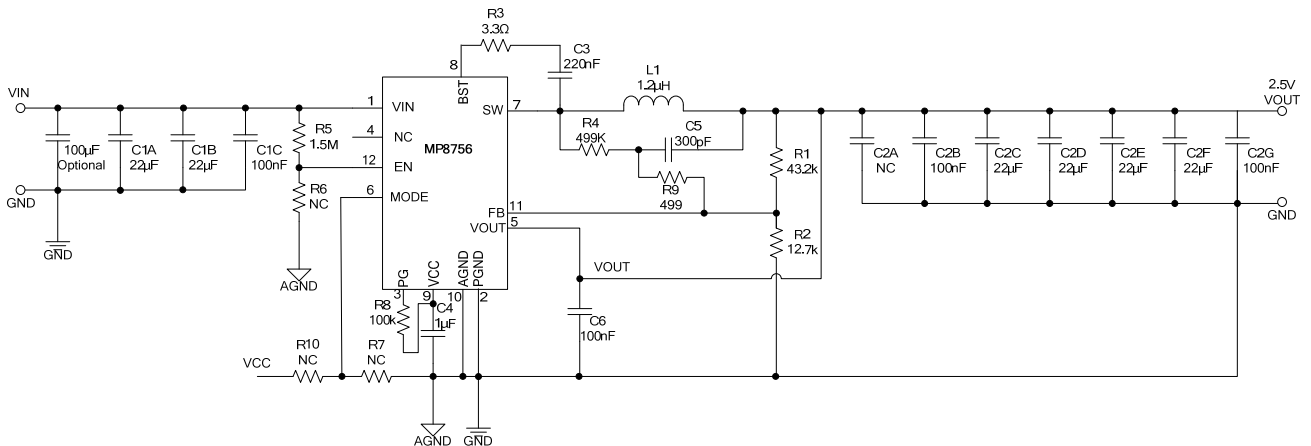 R3
3.3Ω
C3
220nF
8
BST
L1
1.2µH
VIN
1
VIN
SW
7
2.5V
VOUT
100µF
Optional
C1A
22µF
C1B
22µF
C1C
100nF
R5
1.5M
4
NC
MP8756
R4
499K
C5
300pF
R1
43.2k
C2A
NC
C2B
100nF
C2C
22µF
C2D
22µF
C2E
22µF
C2F
22µF
C2G
100nF
12
EN
R9
499
GND
R6
NC
6
MODE
FB
11
VOUT
5
GND
GND
R2
12.7k
AGND
VOUT
PG
VCC
AGND
PGND
3
9
10
2
R8
100k
C4
1µF
C6
100nF
VCC
R10
NC
R7
NC
AGND
GND